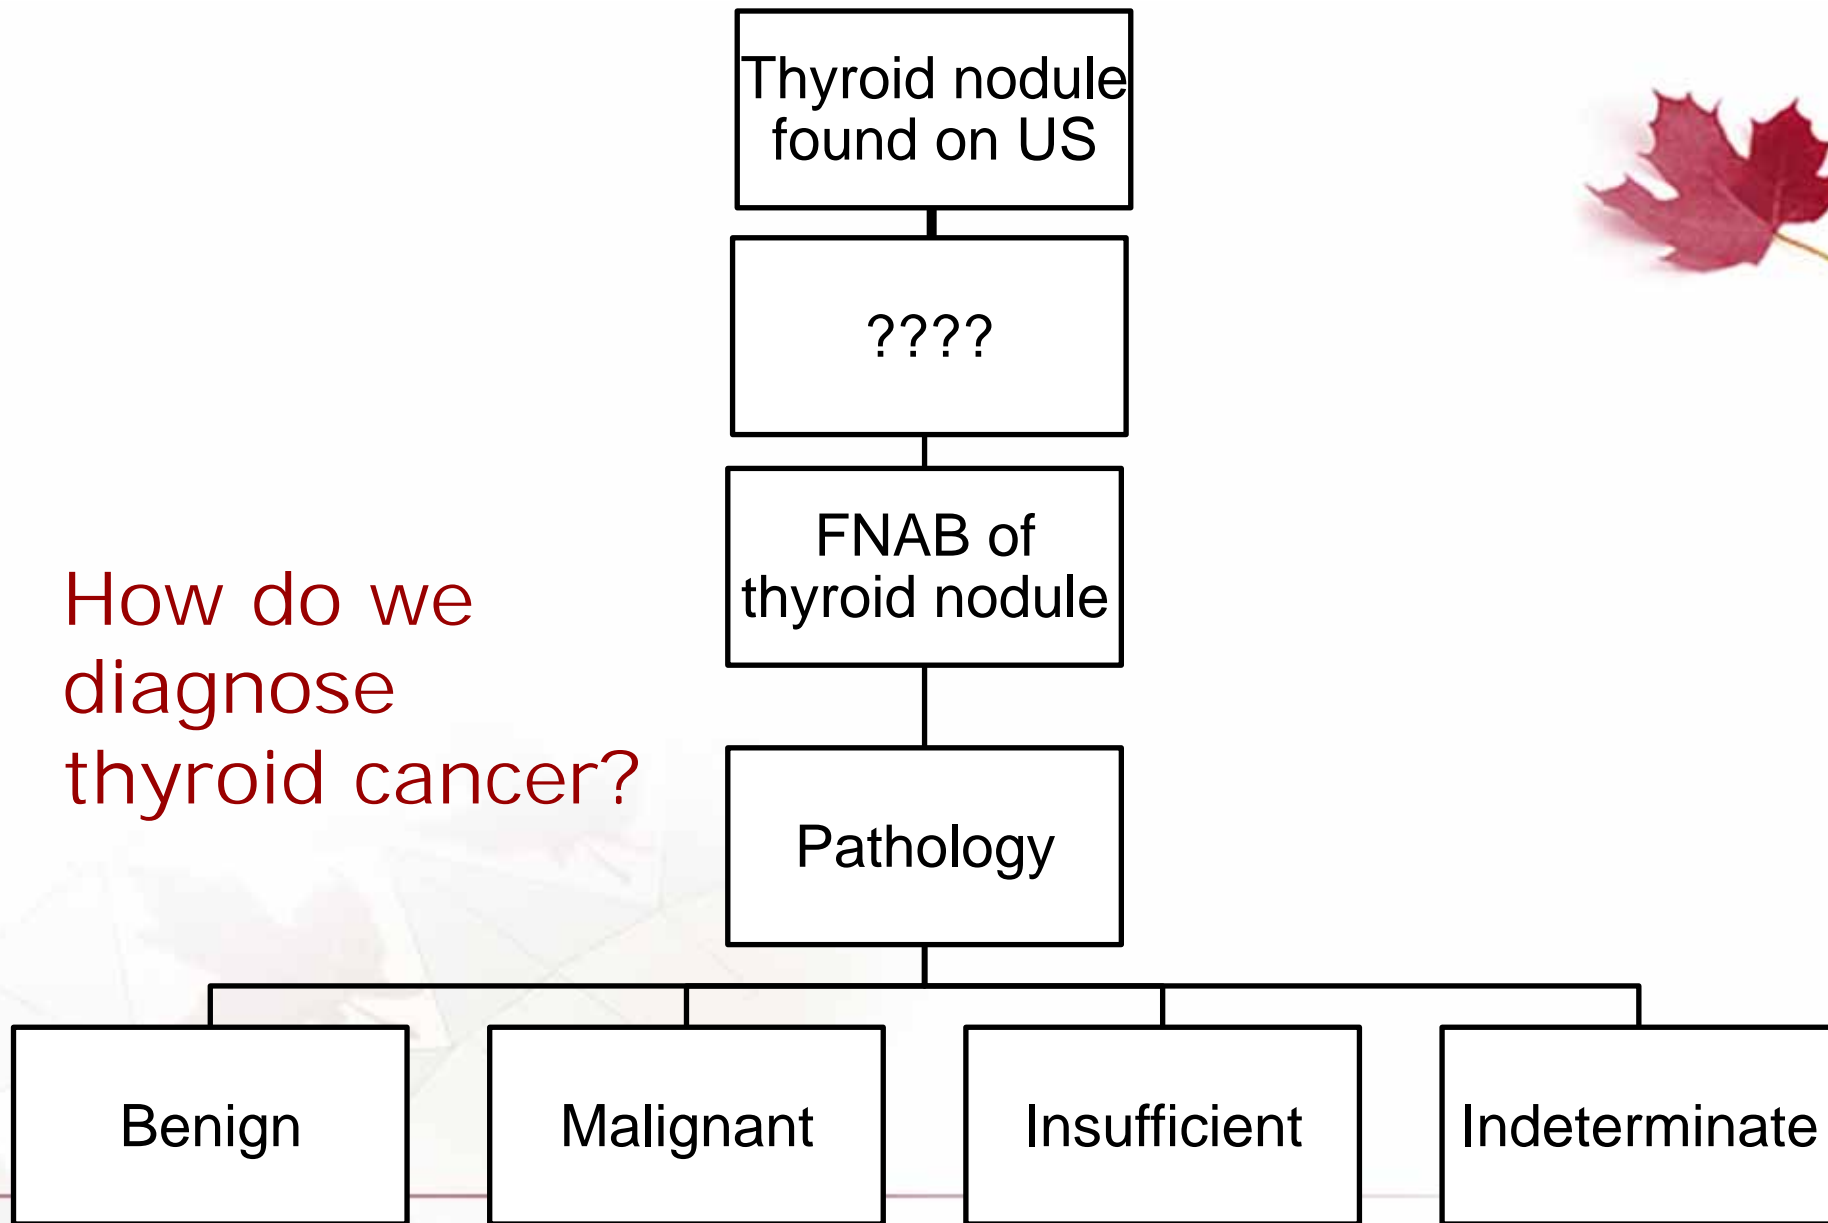 Thyroid nodule
found on US
????
FNAB of
thyroid nodule
How do we
diagnose
thyroid cancer?
Pathology
Benign
Malignant
Insufficient
Indeterminate